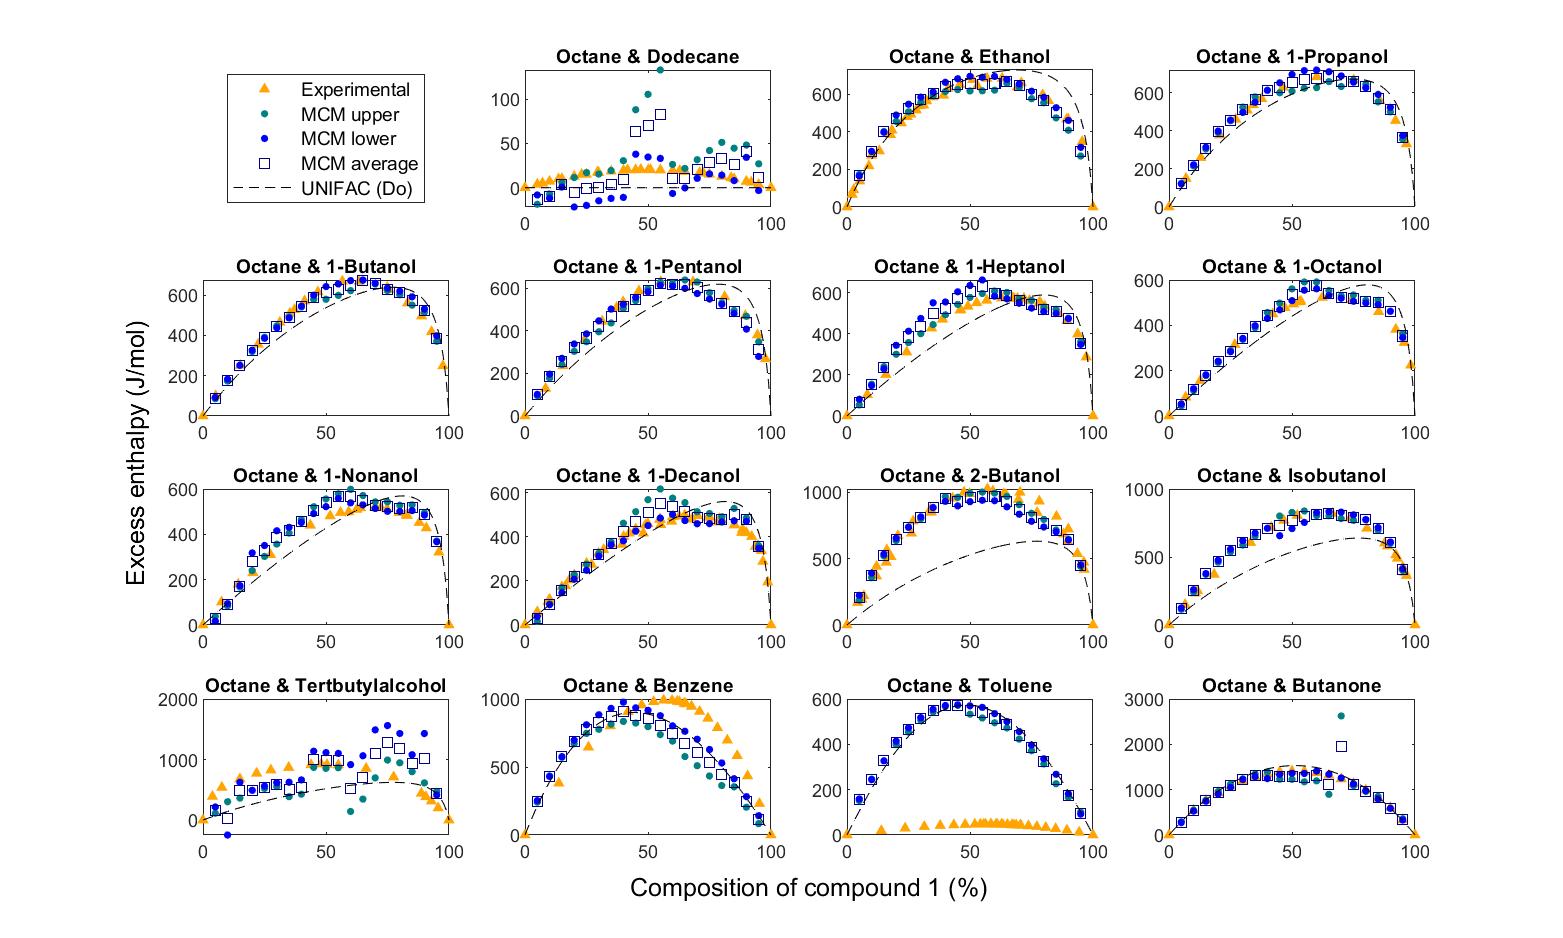 Experimental
MCM upper
MCM lower
MCM average
UNIFAC (Do)
Octane & Dodecane
100
50
0
0 50 100
Octane & Ethanol
600
400
200
0
0 50 100
Octane & 1-Propanol
600
400
200
0
0 50 100
Excess enthalpy (J/mol)
Octane & 1-Butanol
600
400
200
0
0 50 100
Octane & 1-Pentanol
600
400
200
0
0 50 100
Octane & 1-Heptanol
600
400
200
0
0 50 100
Octane & 1-Octanol
600
400
200
0
0 50 100
Octane & 1-Nonanol
600
400
200
0
0 50 100
Octane & 1-Decanol
600
400
200
0
0 50 100
Octane & 2-Butanol
1000
500
0
0 50 100
Octane & Isobutanol
1000
500
0
0 50 100
Octane & Tertbutylalcohol
2000
1000
0
0 50 100
Octane & Benzene
1000
500
0
0 50 100
Octane & Toluene
600
400
200
0
0 50 100
Octane & Butanone
3000
2000
1000
0
0 50 100
Composition of compound 1 (%)